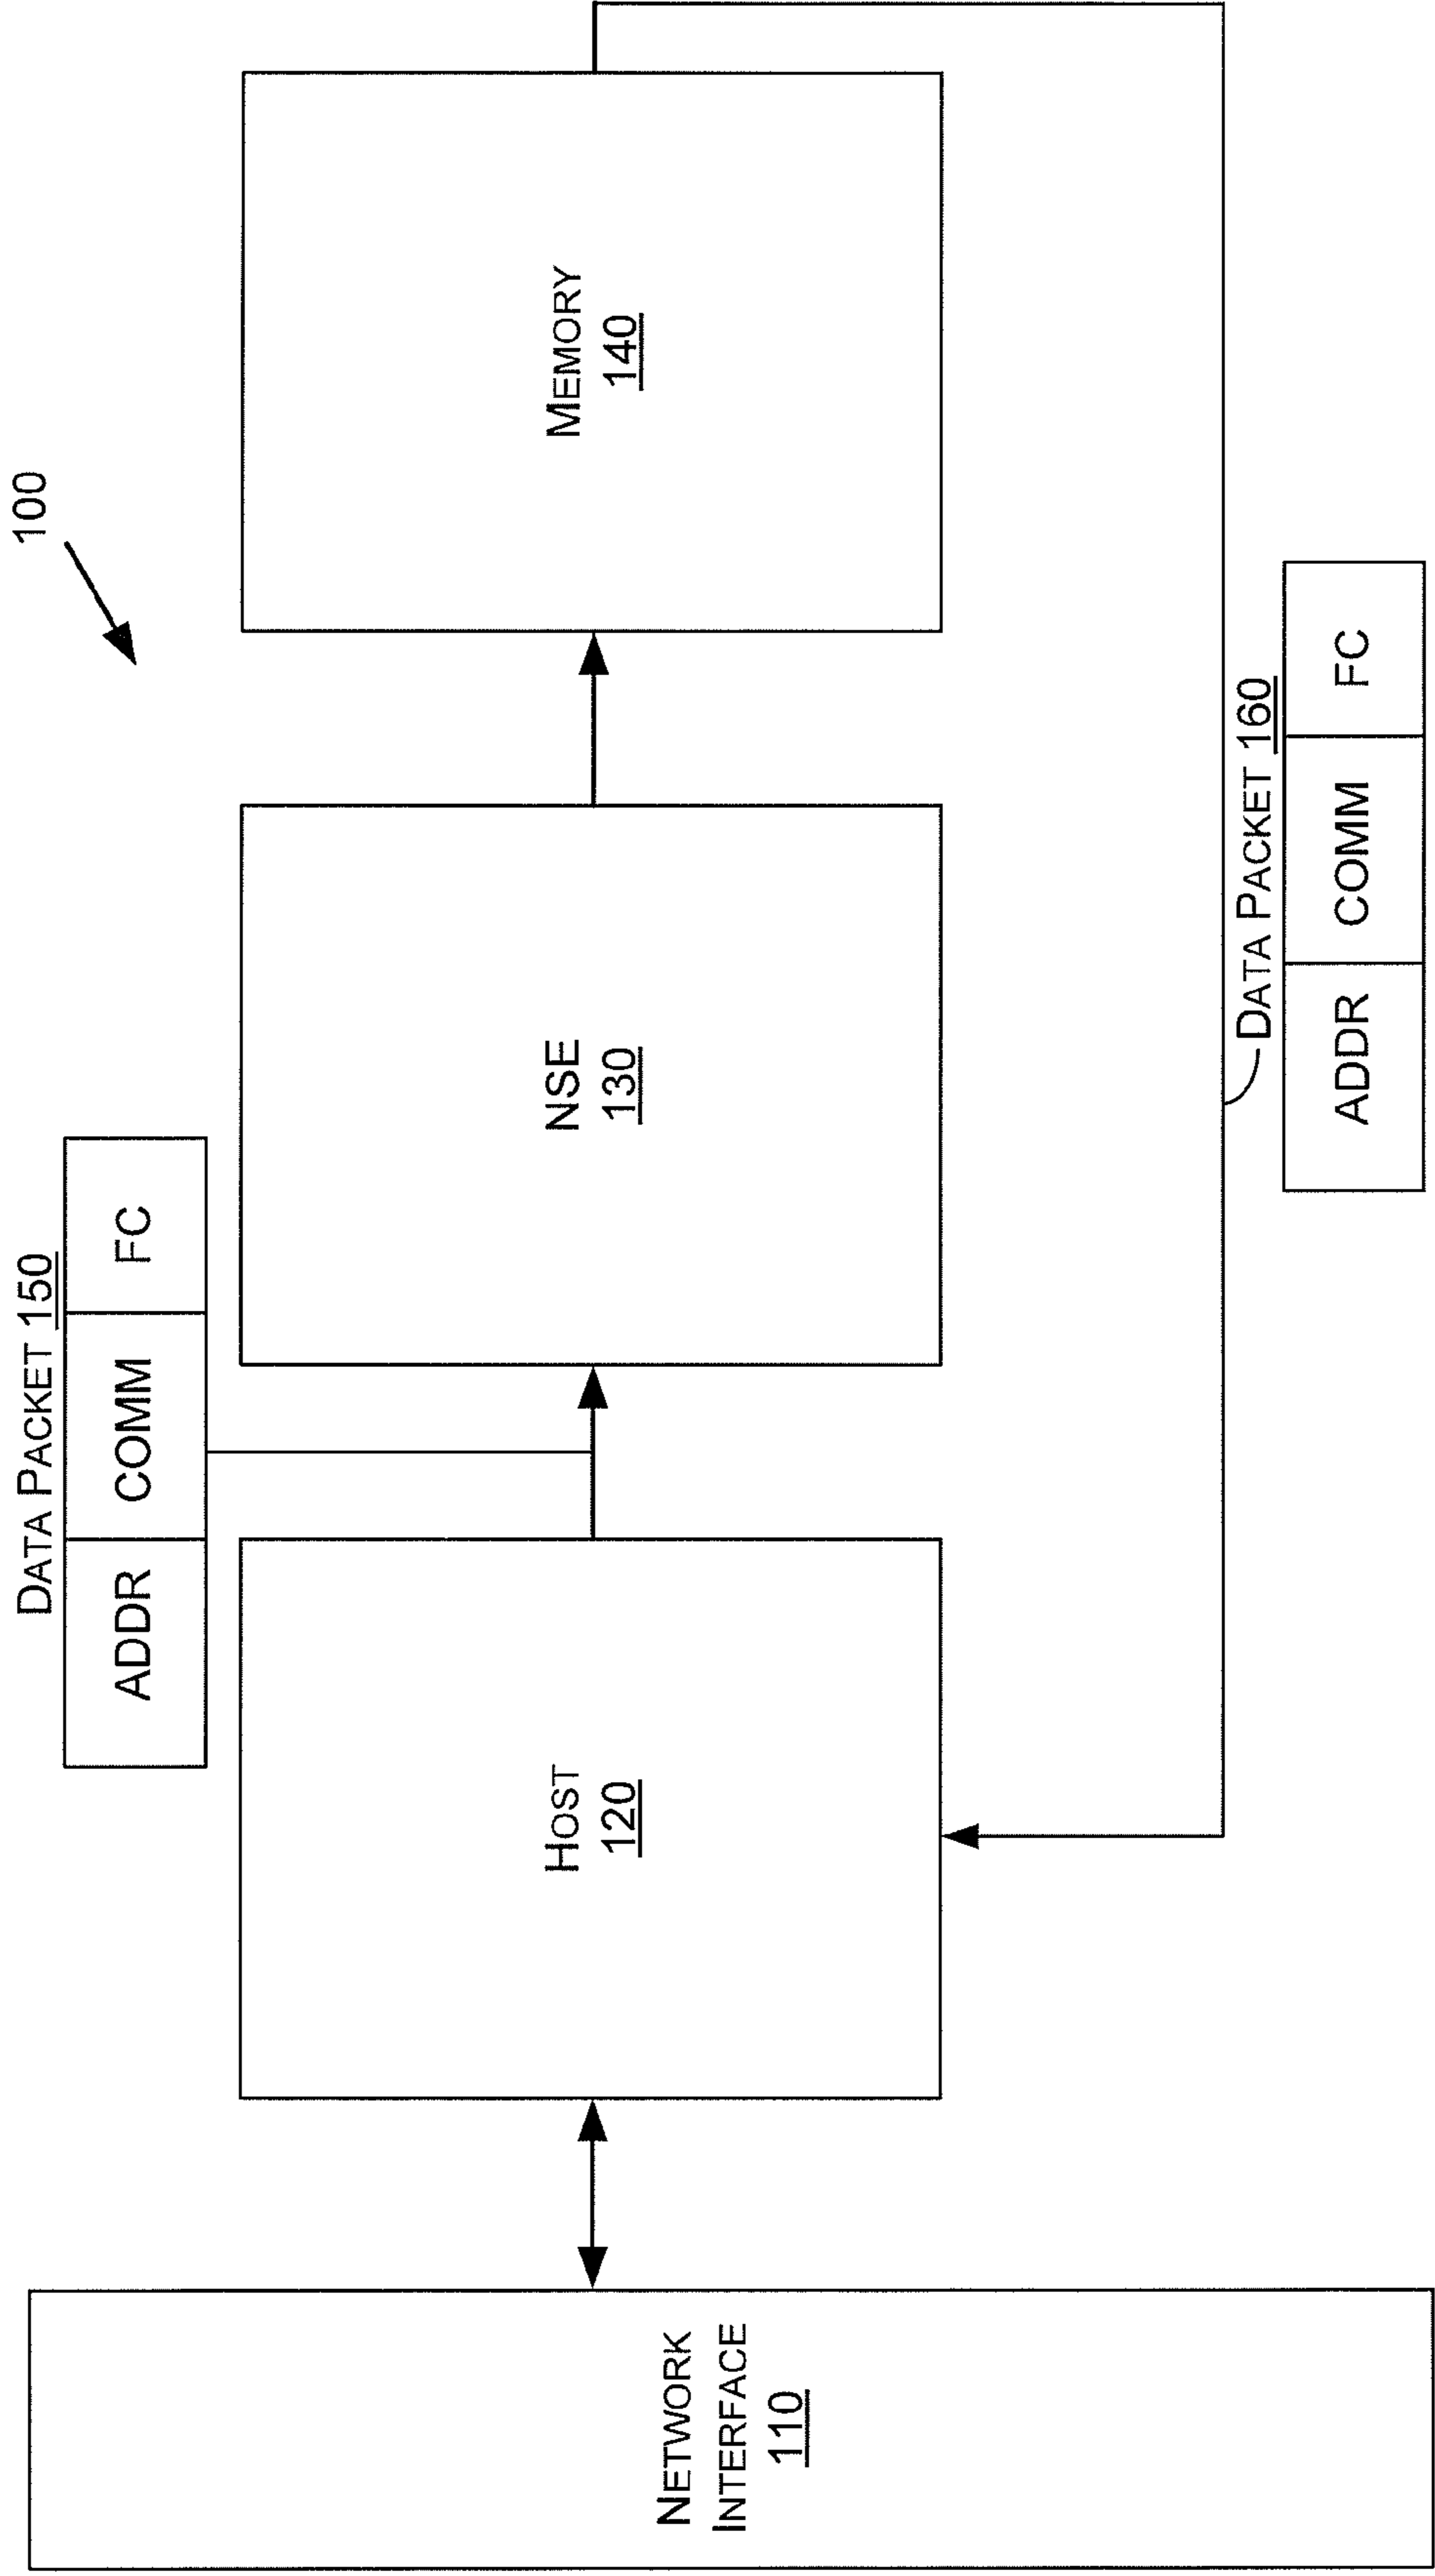 100
DATA PACKET 150
ADDR COMM FC
NETWORK
INTERFACE
110
HOST
120
NSE
130
MEMORY
140
DATA PACKET 160
ADDR COMM FC